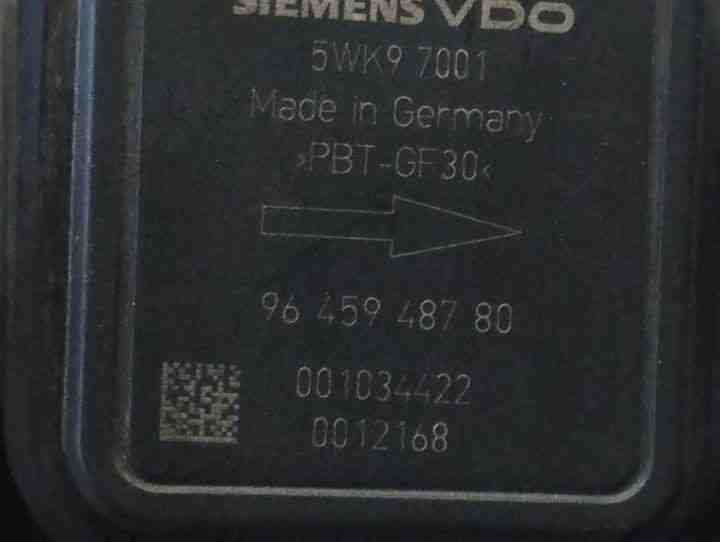 SIEMENS VDO
5WK9 7001
Made in Germany
>PBT-GF30<
96 459 487 80
001034422
0012168